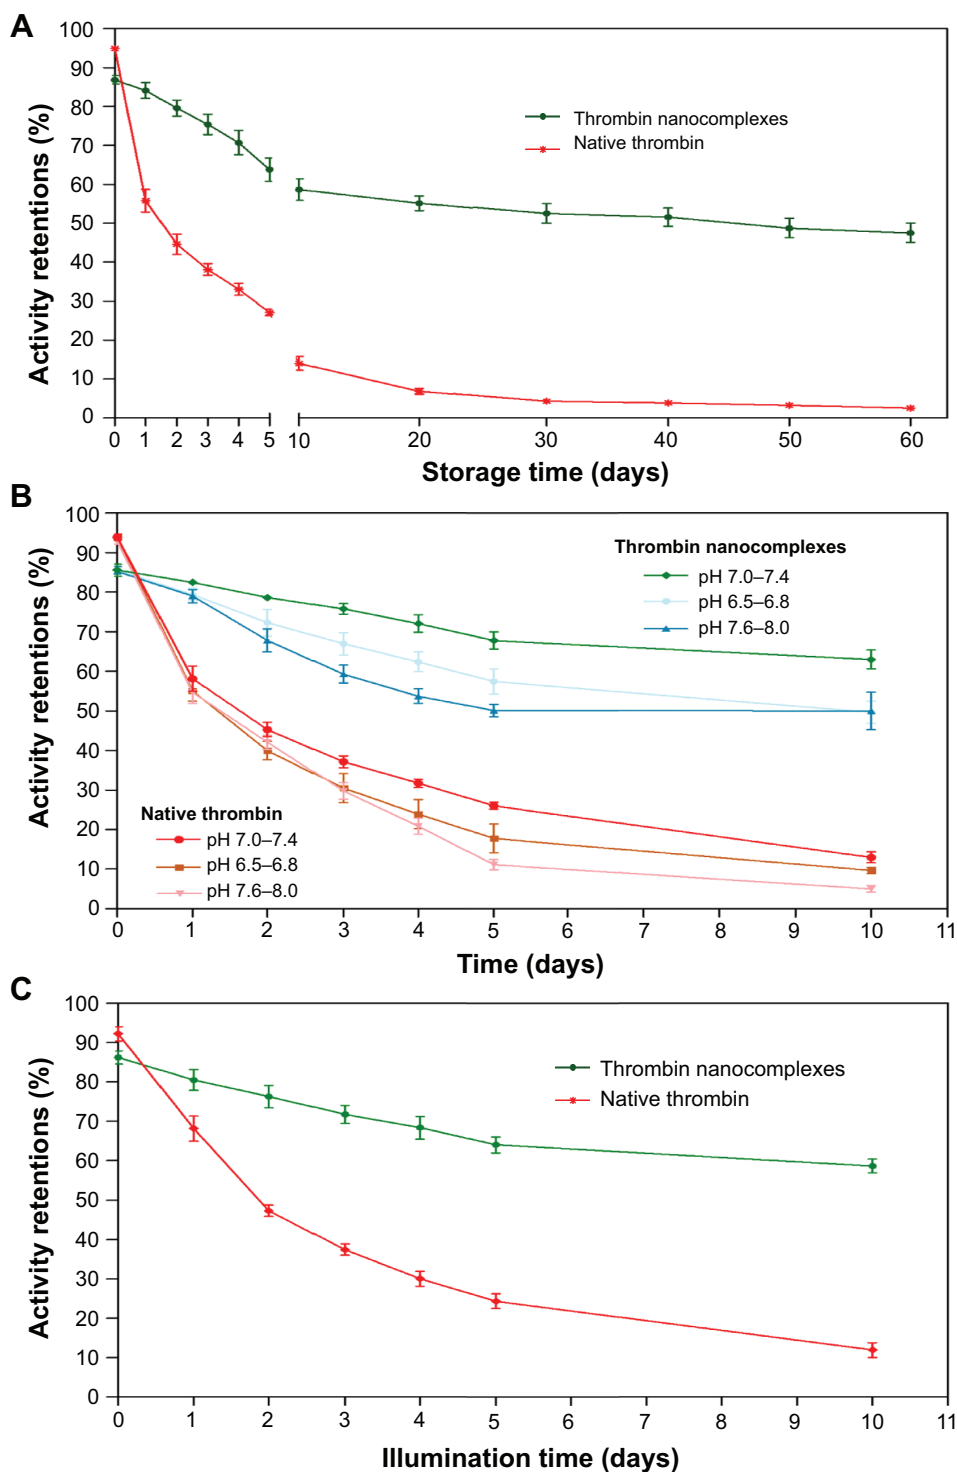 A
100
90
80
70
60
50
40
30
20
10
0
Activity retentions (%)
Thrombin nanocomplexes
Native thrombin
0 1 2 3 4 5 10 20 30 40 50 60
Storage time (days)
B
100
90
80
70
60
50
40
30
20
10
0
Activity retentions (%)
Thrombin nanocomplexes
pH 7.0–7.4
pH 6.5–6.8
pH 7.6–8.0
Native thrombin
pH 7.0–7.4
pH 6.5–6.8
pH 7.6–8.0
0 1 2 3 4 5 6 7 8 9 10 11
Time (days)
C
100
90
80
70
60
50
40
30
20
10
0
Activity retentions (%)
Thrombin nanocomplexes
Native thrombin
0 1 2 3 4 5 6 7 8 9 10 11
Illumination time (days)